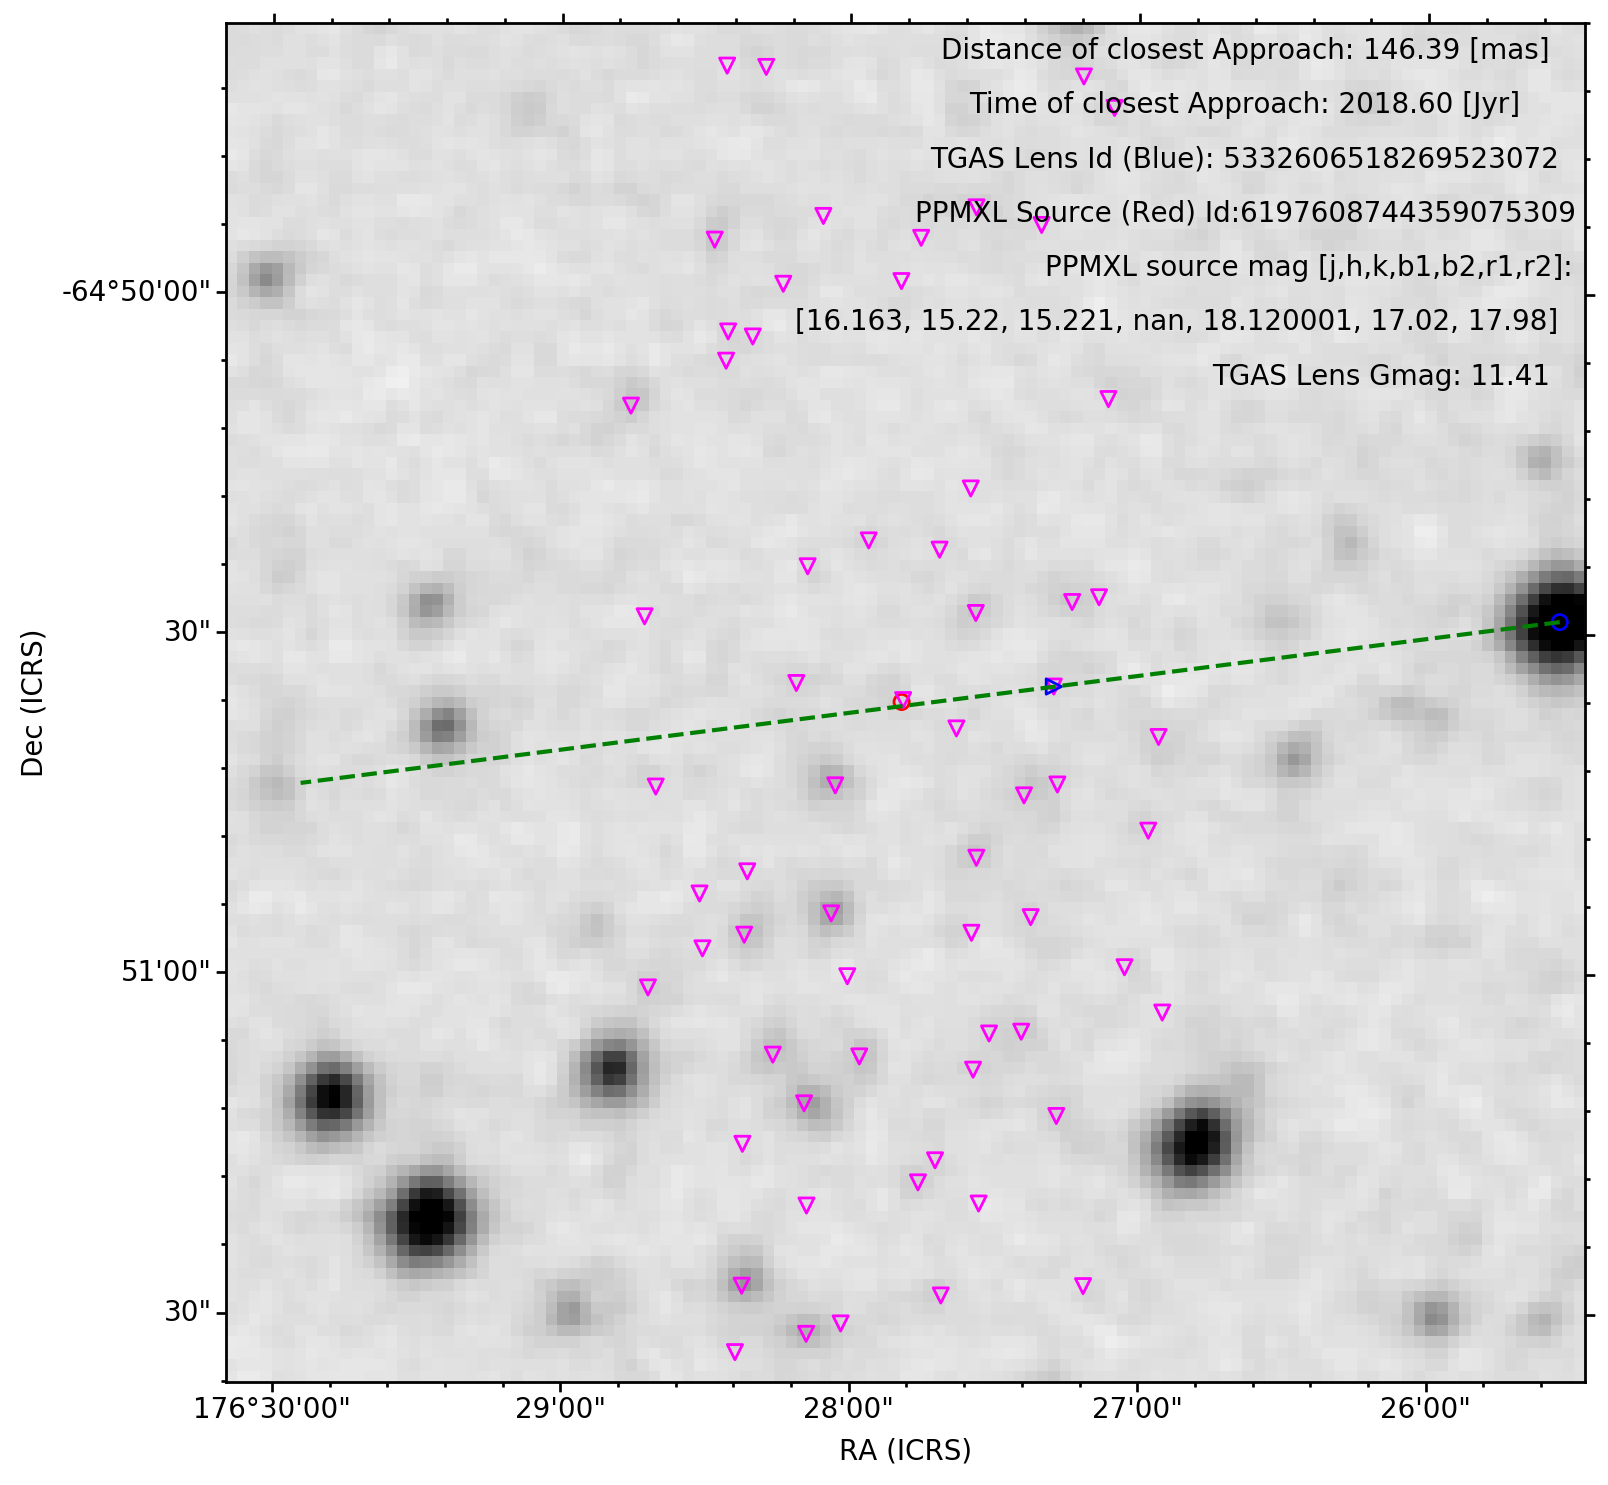 Distance of closest Approach: 146.39 [mas]
Time of closest Approach: 2018.60 [Jyr]
TGAS Lens Id (Blue): 5332606518269523072
PPMXL Source (Red) Id:6197608744359075309
PPMXL source mag [j,h,k,b1,b2,r1,r2]:
[16.163, 15.22, 15.221, nan, 18.120001, 17.02, 17.98]
TGAS Lens Gmag: 11.41
-64°50'00"
30"
51'00"
30"
Dec (ICRS)
176°30'00" 29'00" 28'00" 27'00" 26'00"
RA (ICRS)